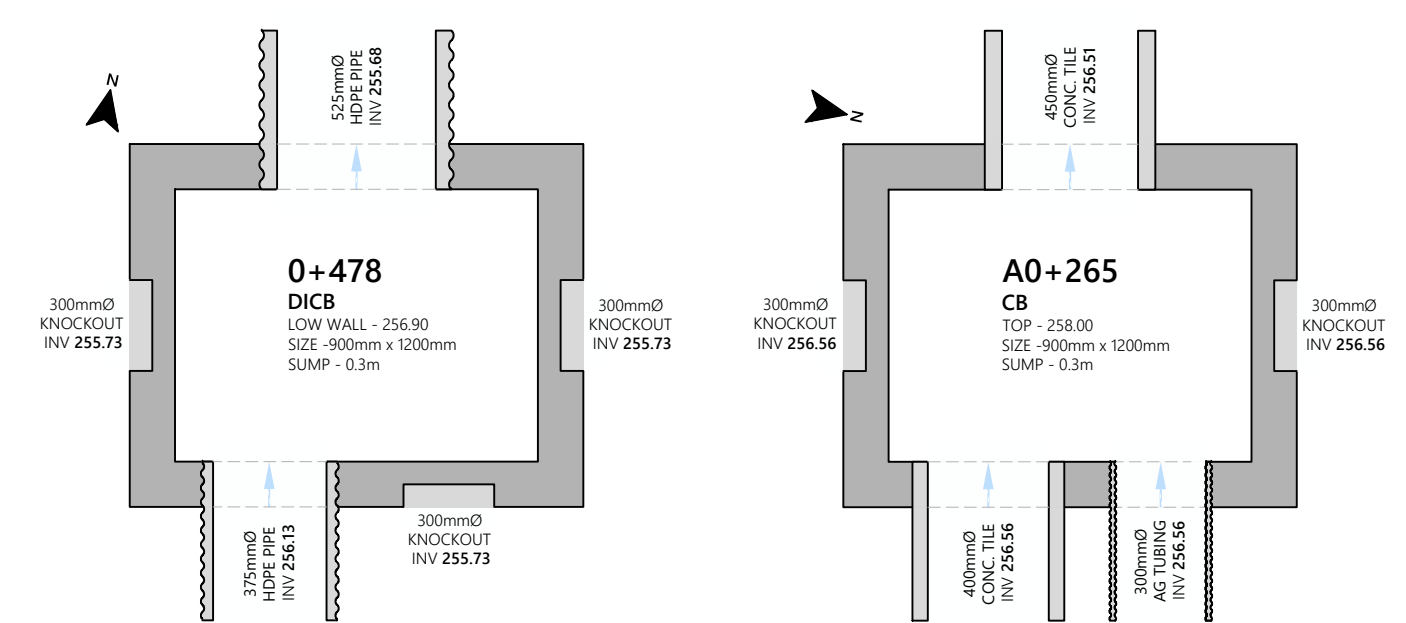 N
525mmØ
HDPE PIPE
INV 255.68
0+478
DICB
LOW WALL - 256.90
SIZE -900mm x 1200mm
SUMP - 0.3m
300mmØ
KNOCKOUT
INV 255.73
300mmØ
KNOCKOUT
INV 255.73
375mmØ
HDPE PIPE
INV 256.13
300mmØ
KNOCKOUT
INV 255.73
N
450mmØ
CONC. TILE
INV 256.51
A0+265
CB
TOP - 258.00
SIZE -900mm x 1200mm
SUMP - 0.3m
300mmØ
KNOCKOUT
INV 256.56
300mmØ
KNOCKOUT
INV 256.56
400mmØ
CONC. TILE
INV 256.56
300mmØ
AG TUBING
INV 256.56